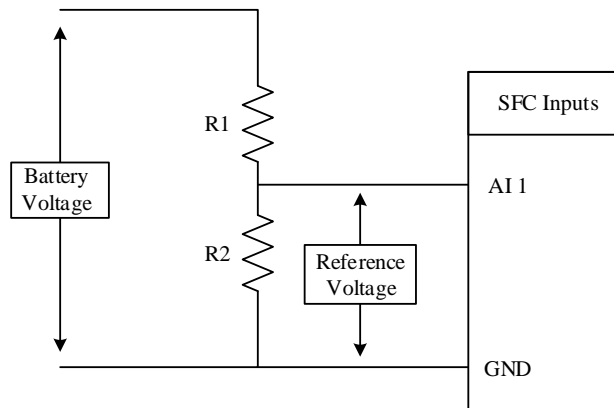 SFC Inputs
R1
Battery
Voltage
AI 1
R2
Reference
Voltage
GND